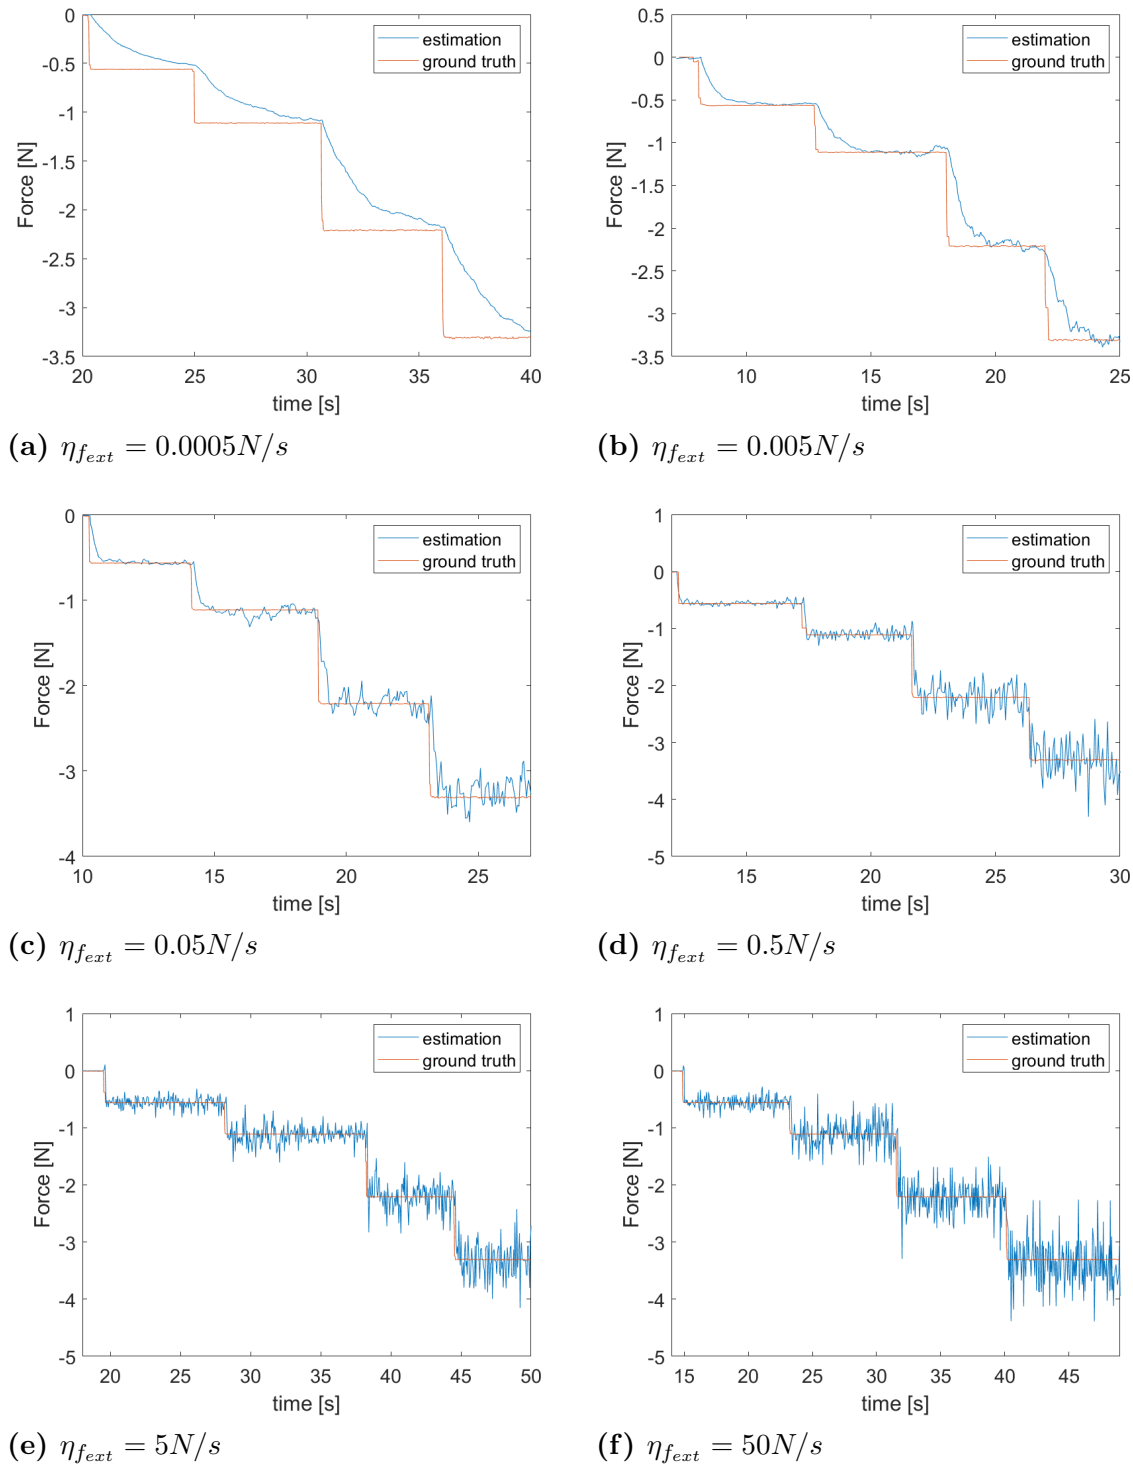 0
-0.5
-1
-1.5
-2
-2.5
-3
-3.5
Force [N]
20 25 30 35 40
time [s]
estimation
ground truth
(a) η_{f_{ext}} = 0.0005N/s
0.5
0
-0.5
-1
-1.5
-2
-2.5
-3
-3.5
Force [N]
10 15 20 25
time [s]
estimation
ground truth
(b) η_{f_{ext}} = 0.005N/s
0
-1
-2
-3
-4
Force [N]
10 15 20 25
time [s]
estimation
ground truth
(c) η_{f_{ext}} = 0.05N/s
1
0
-1
-2
-3
-4
-5
Force [N]
15 20 25 30
time [s]
estimation
ground truth
(d) η_{f_{ext}} = 0.5N/s
1
0
-1
-2
-3
-4
-5
Force [N]
20 25 30 35 40 45 50
time [s]
estimation
ground truth
(e) η_{f_{ext}} = 5N/s
1
0
-1
-2
-3
-4
-5
Force [N]
15 20 25 30 35 40 45
time [s]
estimation
ground truth
(f) η_{f_{ext}} = 50N/s